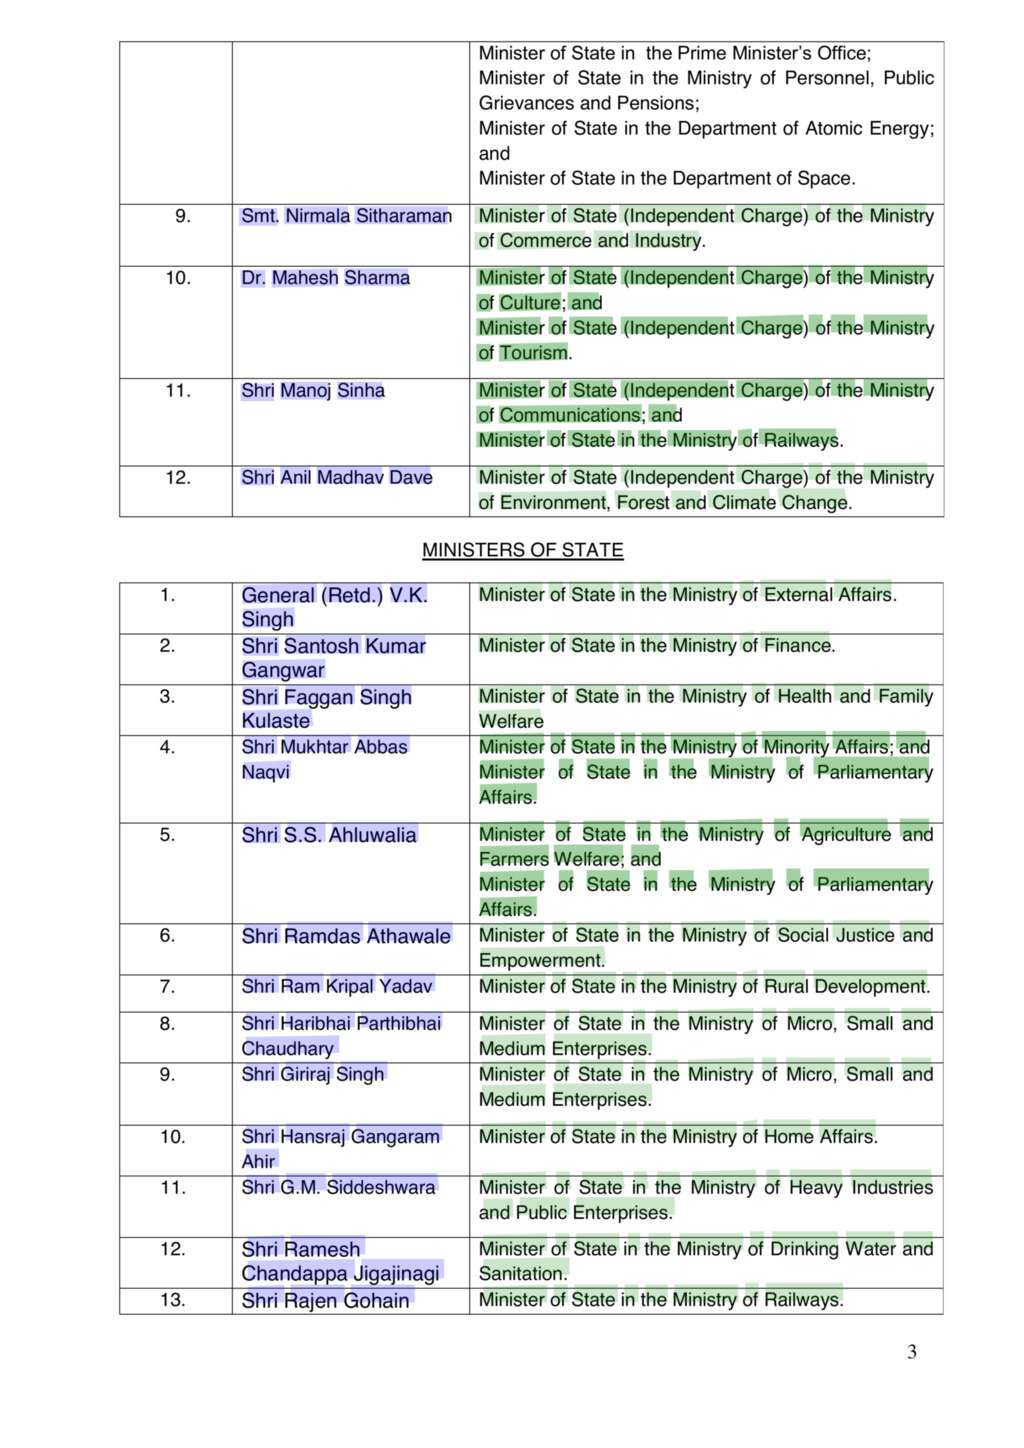 Minister of State in the Prime Minister's Office;
Minister of State in the Ministry of Personnel, Public
Grievances and Pensions;
Minister of State in the Department of Atomic Energy;
and
Minister of State in the Department of Space.
9. Smt. Nirmala Sitharaman Minister of State (Independent Charge) of the Ministry
of Commerce and Industry.
10. Dr. Mahesh Sharma Minister of State (Independent Charge) of the Ministry
of Culture; and
Minister of State (Independent Charge) of the Ministry
of Tourism.
11. Shri Manoj Sinha Minister of State (Independent Charge) of the Ministry
of Communications; and
Minister of State in the Ministry of Railways.
12. Shri Anil Madhav Dave Minister of State (Independent Charge) of the Ministry
of Environment, Forest and Climate Change.
MINISTERS OF STATE
1. General (Retd.) V.K. Minister of State in the Ministry of External Affairs.
Singh
2. Shri Santosh Kumar Minister of State in the Ministry of Finance.
Gangwar
3. Shri Faggan Singh Minister of State in the Ministry of Health and Family
Kulaste Welfare
4. Shri Mukhtar Abbas Minister of State in the Ministry of Minority Affairs; and
Naqvi Minister of State in the Ministry of Parliamentary
Affairs.
5. Shri S.S. Ahluwalia Minister of State in the Ministry of Agriculture and
Farmers Welfare; and
Minister of State in the Ministry of Parliamentary
Affairs.
6. Shri Ramdas Athawale Minister of State in the Ministry of Social Justice and
Empowerment.
7. Shri Ram Kripal Yadav Minister of State in the Ministry of Rural Development.
8. Shri Haribhai Parthibhai Minister of State in the Ministry of Micro, Small and
Chaudhary Medium Enterprises.
9. Shri Giriraj Singh Minister of State in the Ministry of Micro, Small and
Medium Enterprises.
10. Shri Hansraj Gangaram Minister of State in the Ministry of Home Affairs.
Ahir
11. Shri G.M. Siddeshwara Minister of State in the Ministry of Heavy Industries
and Public Enterprises.
12. Shri Ramesh Minister of State in the Ministry of Drinking Water and
Chandappa Jigajinagi Sanitation.
13. Shri Rajen Gohain Minister of State in the Ministry of Railways.
3